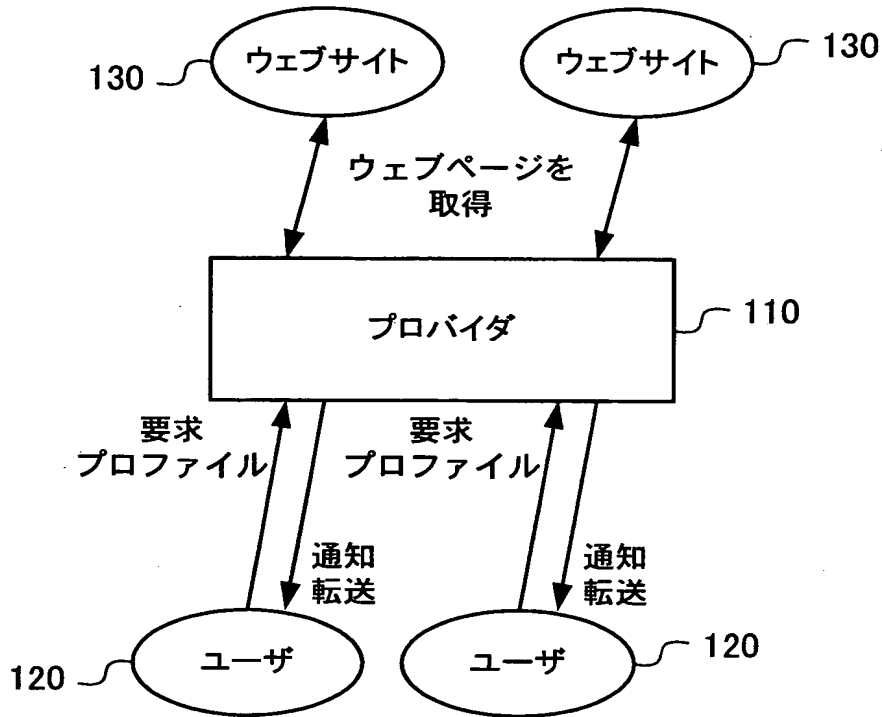 130
ウェブサイト
ウェブサイト
130
ウェブページを
取得
プロバイダ
110
要求
プロファイル
要求
プロファイル
通知
転送
通知
転送
120
ユーザ
ユーザ
120